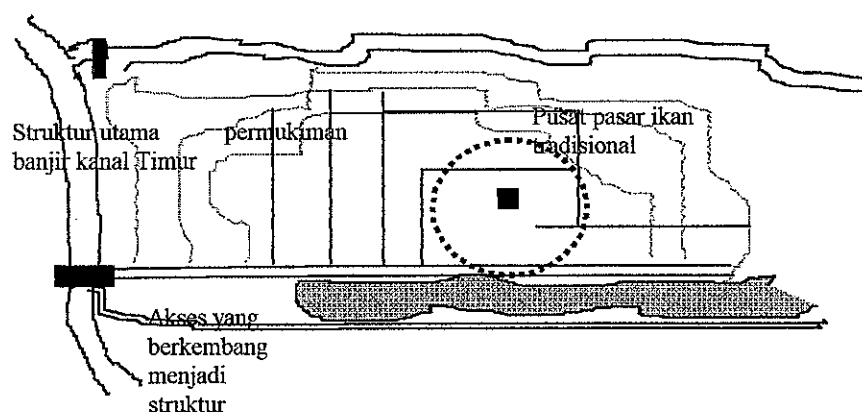 Struktur utama
banjir kanal Timur
permukiman
Pusat pasar ikan
tradisional
Akses yang
berkembang
menjadi
struktur